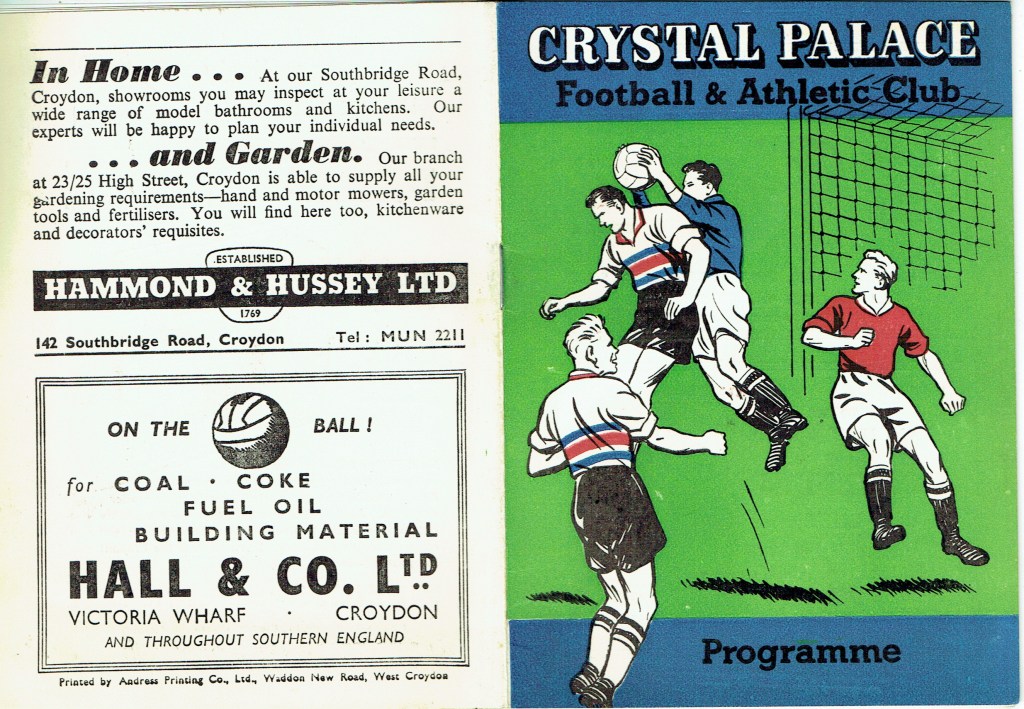 In Home . . . At our Southbridge Road,
Croydon, showrooms you may inspect at your leisure a
wide range of model bathrooms and kitchens. Our
experts will be happy to plan your individual needs.
. . . and Garden. Our branch
at 23/25 High Street, Croydon is able to supply all your
gardening requirements—hand and motor mowers, garden
tools and fertilisers. You will find here too, kitchenware
and decorators' requisites.
ESTABLISHED
HAMMOND & HUSSEY LTD
1769
142 Southbridge Road, Croydon Tel: MUN 2211
ON THE BALL!
for COAL · COKE
FUEL OIL
BUILDING MATERIAL
HALL & CO. LTD
VICTORIA WHARF · CROYDON
AND THROUGHOUT SOUTHERN ENGLAND
Printed by Andress Printing Co., Ltd., Waddon New Road, West Croydon
CRYSTAL PALACE
Football & Athletic Club
Programme